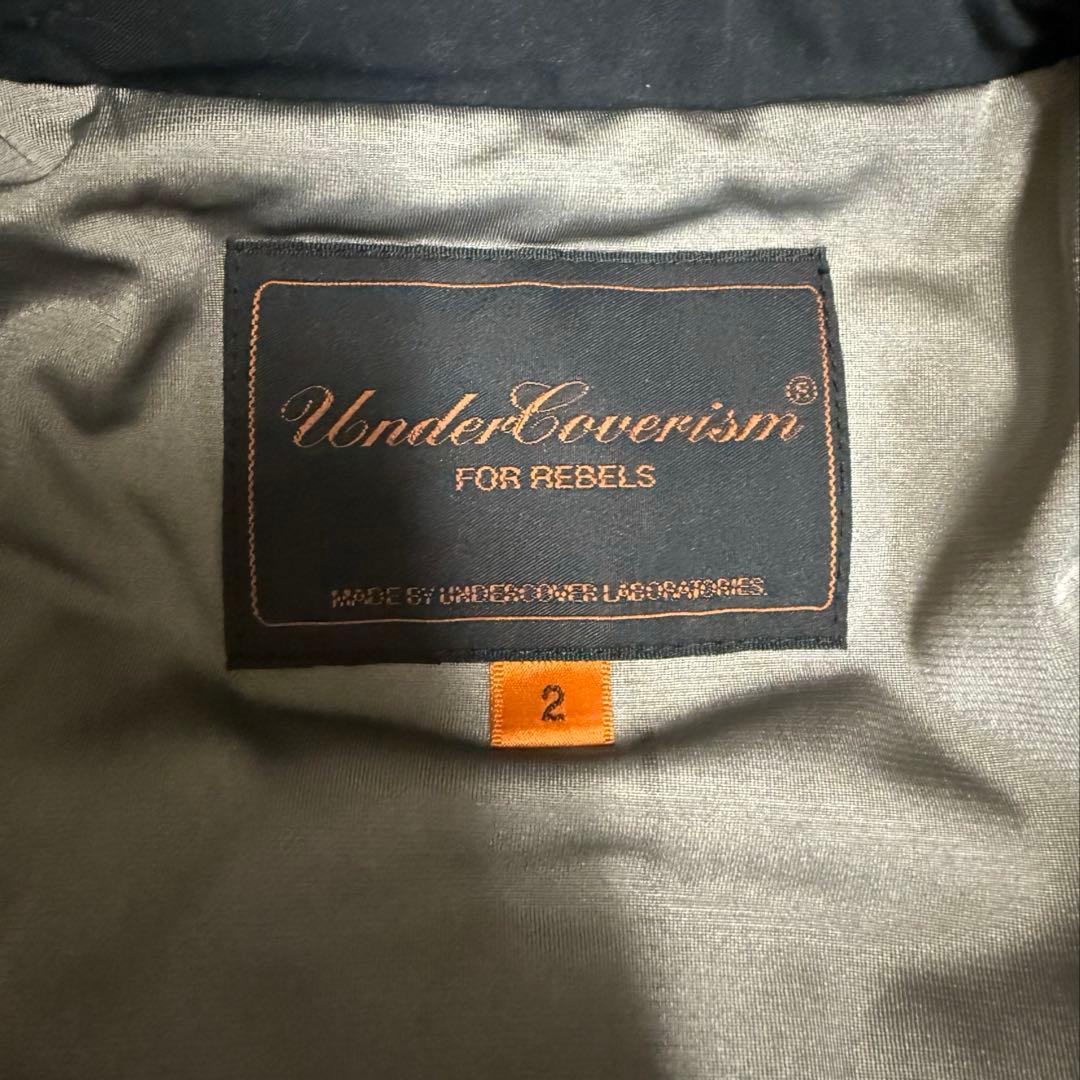 UnderCoverism®
FOR REBELS
MADE BY UNDERCOVER LABORATORIES.
2